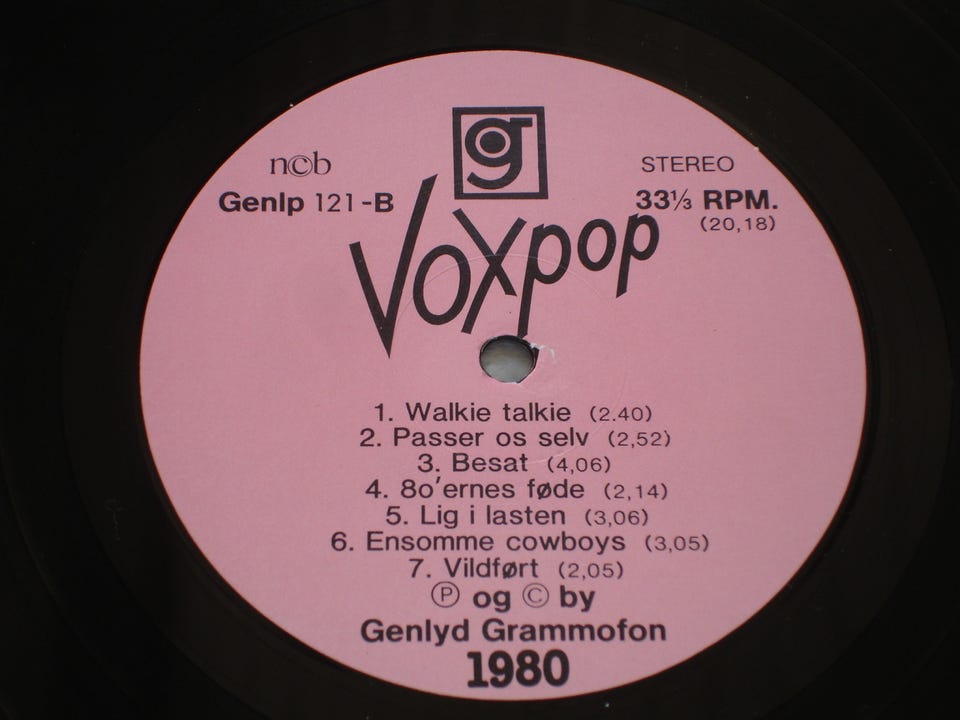 g
n©b
STEREO
Genlp 121-B
33⅓ RPM.
(20,18)
Voxpop
1. Walkie talkie (2.40)
2. Passer os selv (2,52)
3. Besat (4,06)
4. 8o'ernes føde (2,14)
5. Lig i lasten (3,06)
6. Ensomme cowboys (3,05)
7. Vildført (2,05)
Ⓟ og © by
Genlyd Grammofon
1980